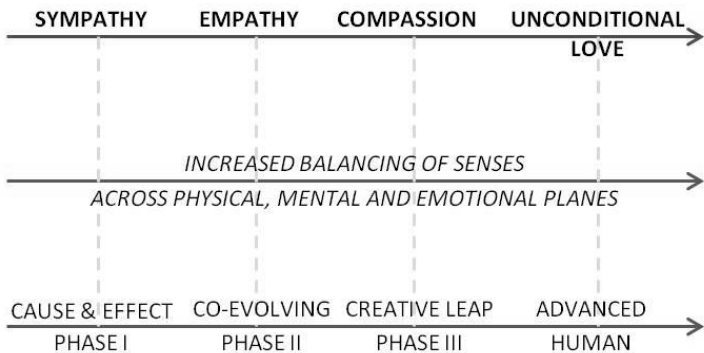 SYMPATHY EMPATHY COMPASSION UNCONDITIONAL
LOVE
INCREASED BALANCING OF SENSES
ACROSS PHYSICAL, MENTAL AND EMOTIONAL PLANES
CAUSE & EFFECT CO-EVOLVING CREATIVE LEAP ADVANCED
PHASE I PHASE II PHASE III HUMAN